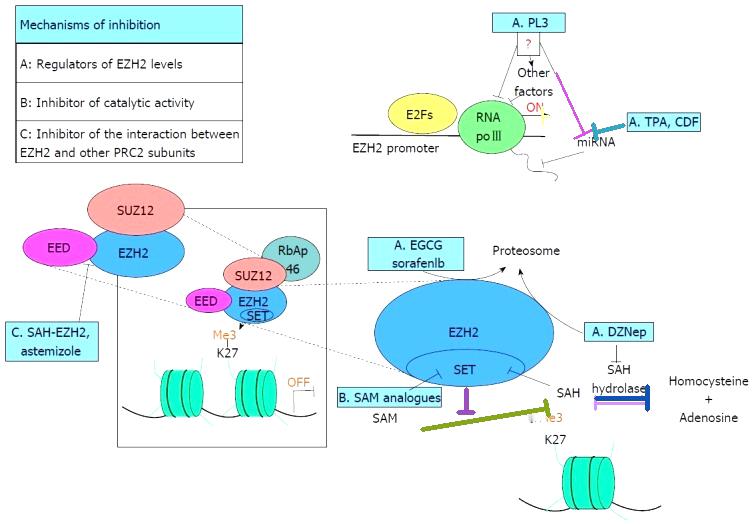 Mechanisms of inhibition
A: Regulators of EZH2 levels
B: Inhibitor of catalytic activity
C: Inhibitor of the interaction between
EZH2 and other PRC2 subunits
A. PL3
?
Other
factors
ON
E2Fs
RNA
po III
EZH2 promoter
miRNA
A. TPA, CDF
SUZ12
EED
EZH2
C. SAH-EZH2,
astemizole
RbAp
46
SUZ12
EED
EZH2
SET
Me3
K27
OFF
A. EGCG
sorafenIb
Proteosome
EZH2
SET
A. DZNep
B. SAM analogues
SAM
SAH
SAH
hydrolase
Homocysteine
+
Adenosine
K27